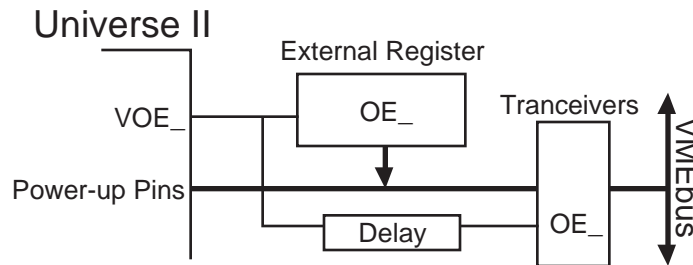 Universe II
External Register
OE_
Tranceivers
VOE_
Power-up Pins
OE_
Delay
VMEbus